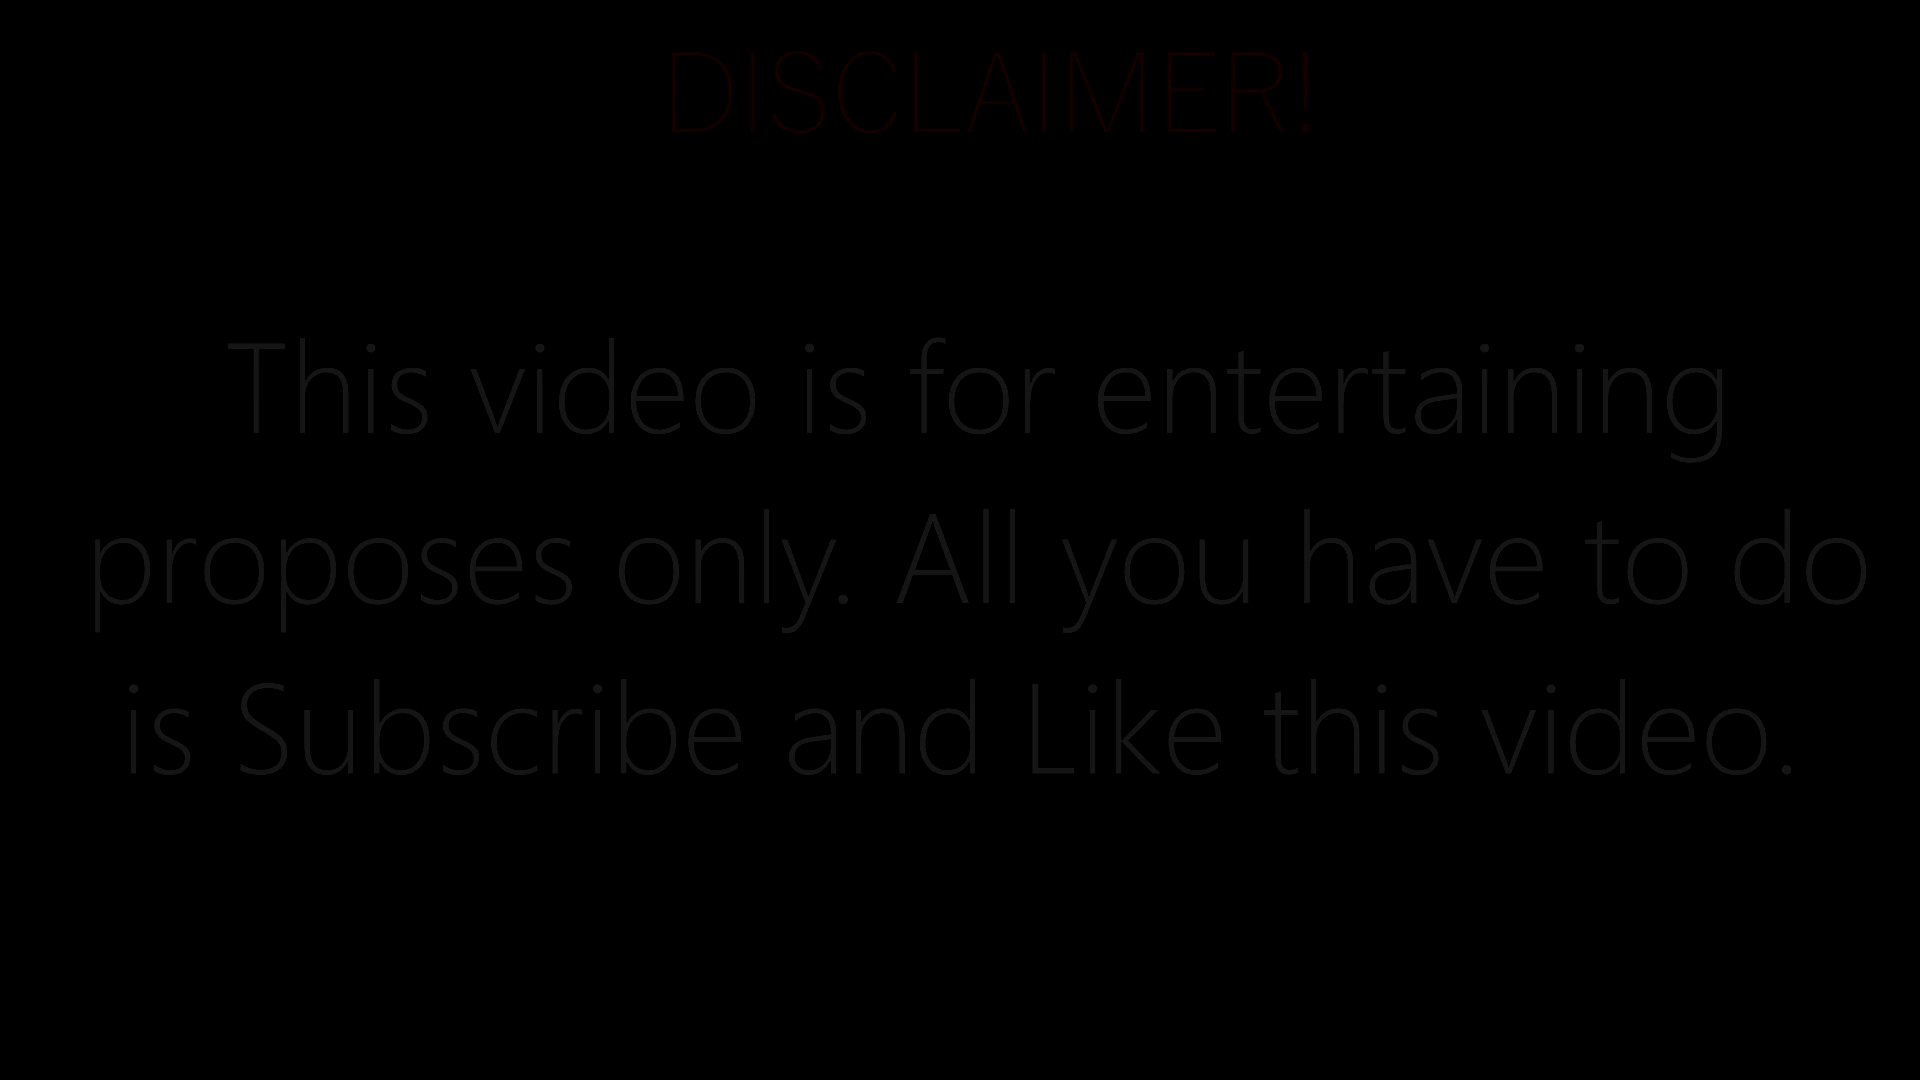 DISCLAIMER!
This video is for entertaining
proposes only. All you have to do
is Subscribe and Like this video.